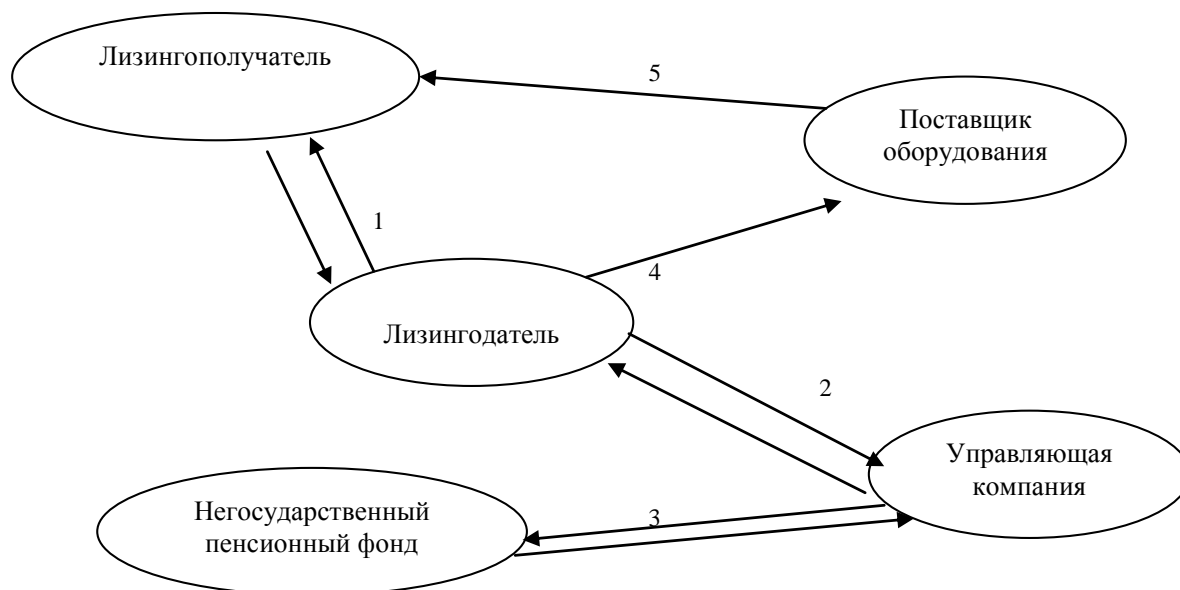 Лизингополучатель
5
Поставщик
оборудования
1
4
Лизингодатель
2
Управляющая
компания
Негосударственный
пенсионный фонд
3